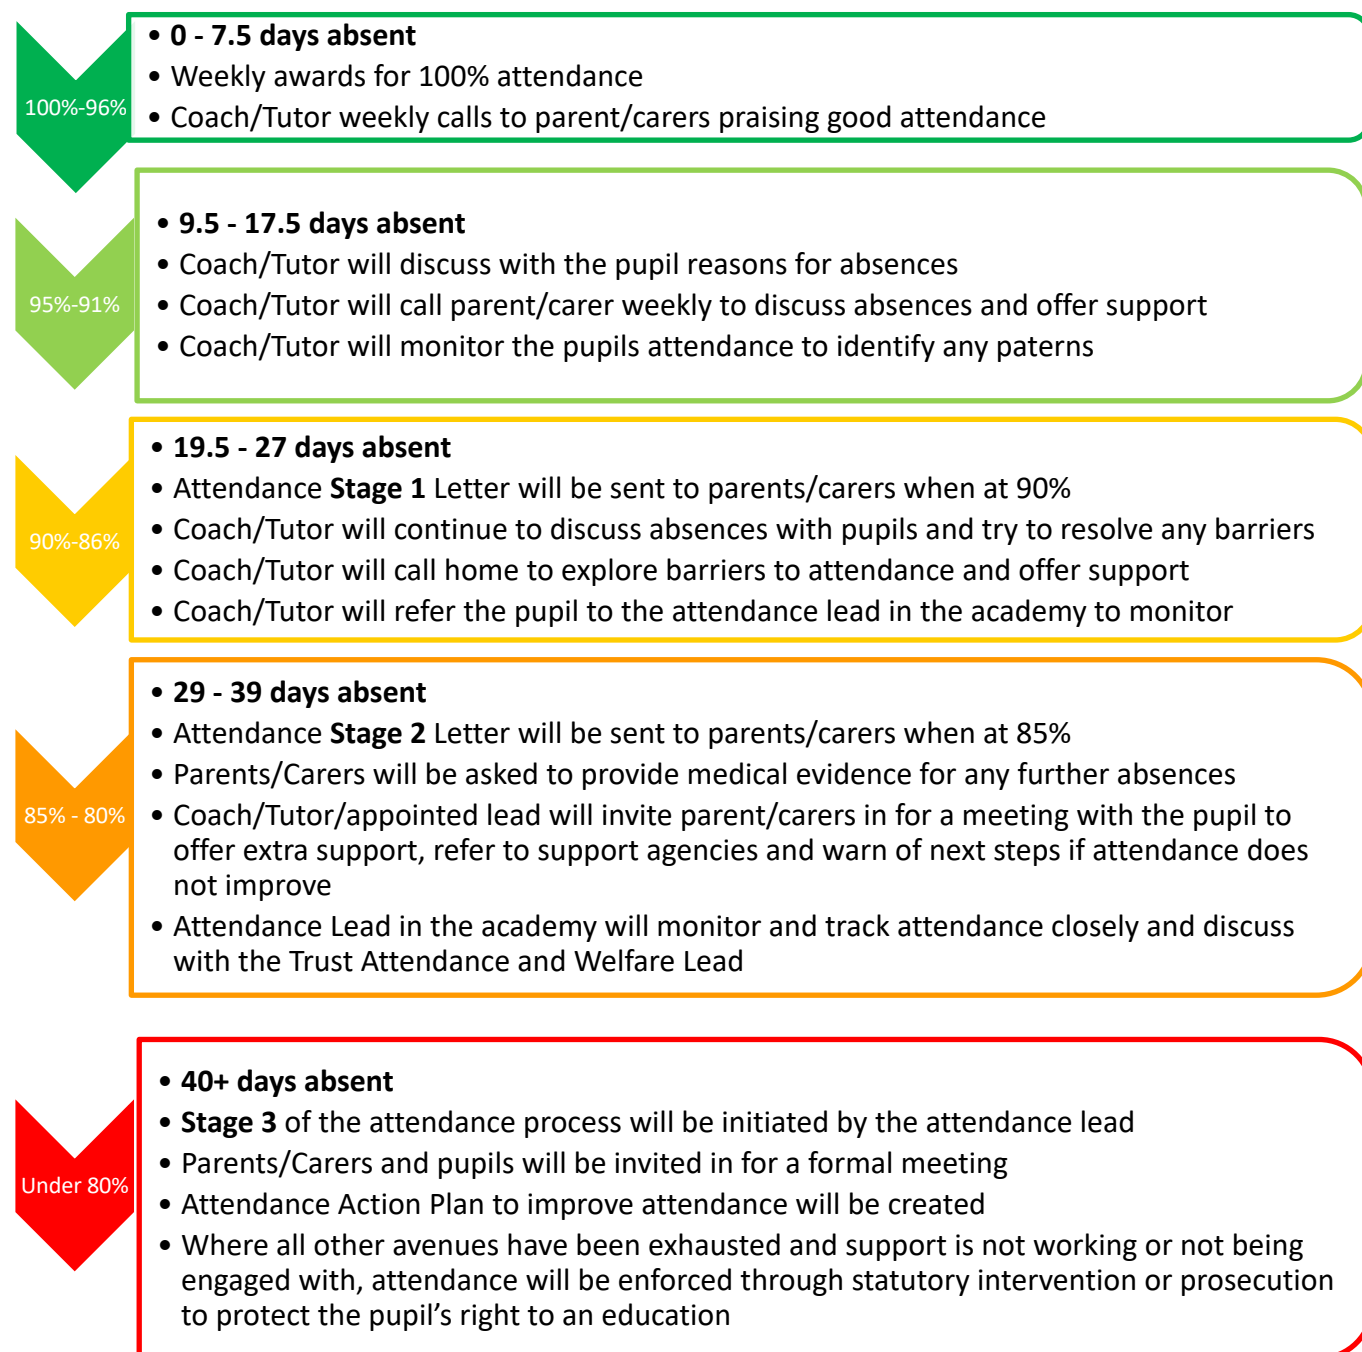 • 0 - 7.5 days absent
• Weekly awards for 100% attendance
100%-96%
• Coach/Tutor weekly calls to parent/carers praising good attendance
• 9.5 - 17.5 days absent
• Coach/Tutor will discuss with the pupil reasons for absences
95%-91%
• Coach/Tutor will call parent/carer weekly to discuss absences and offer support
• Coach/Tutor will monitor the pupils attendance to identify any paterns
• 19.5 - 27 days absent
• Attendance Stage 1 Letter will be sent to parents/carers when at 90%
• Coach/Tutor will continue to discuss absences with pupils and try to resolve any barriers
90%-86%
• Coach/Tutor will call home to explore barriers to attendance and offer support
• Coach/Tutor will refer the pupil to the attendance lead in the academy to monitor
• 29 - 39 days absent
• Attendance Stage 2 Letter will be sent to parents/carers when at 85%
• Parents/Carers will be asked to provide medical evidence for any further absences
85% - 80%
• Coach/Tutor/appointed lead will invite parent/carers in for a meeting with the pupil to
offer extra support, refer to support agencies and warn of next steps if attendance does
not improve
• Attendance Lead in the academy will monitor and track attendance closely and discuss
with the Trust Attendance and Welfare Lead
• 40+ days absent
• Stage 3 of the attendance process will be initiated by the attendance lead
• Parents/Carers and pupils will be invited in for a formal meeting
Under 80%
• Attendance Action Plan to improve attendance will be created
• Where all other avenues have been exhausted and support is not working or not being
engaged with, attendance will be enforced through statutory intervention or prosecution
to protect the pupil’s right to an education